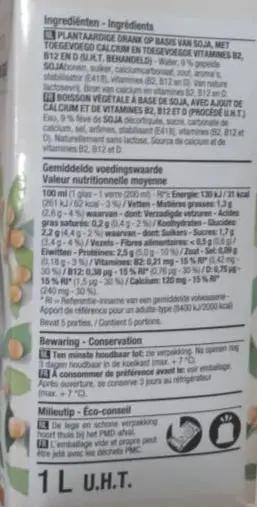 Ingrediënten - Ingrédients
NL PLANTAARDIGE DRANK OP BASIS VAN SOJA, MET
TOEGEVOEGD CALCIUM EN TOEGEVOEGDE VITAMINES B2,
B12 EN D (U.H.T. BEHANDELD) - Water, 9 % gepelde
SOJAbonen, suiker, calciumcarbonaat, zout, aroma's,
stabilisator (E418), vitamines (B2, B12 en D). Van nature
lactosevrij. Bron van calcium en vitamines B2, B12 en D.
FR BOISSON VÉGÉTALE À BASE DE SOJA, AVEC AJOUT DE
CALCIUM ET DE VITAMINES B2, B12 ET D (PROCÉDÉ U.H.T.)
Eau, 9 % fève de SOJA décortiquée, sucre, carbonate de
calcium, sel, arômes, stabilisant (E418), vitamines (B2, B12 et
D). Naturellement sans lactose. Source de calcium et de
vitamines B2, B12 et D.
Gemiddelde voedingswaarde
Valeur nutritionnelle moyenne
100 ml (1 glas - 1 verre (200 ml) - RI*): Energie: 130 kJ / 31 kcal
(261 kJ / 62 kcal - 3 %) / Vetten - Matières grasses: 1,3 g
(2,6 g - 4 %) waarvan - dont: Verzadigde vetzuren - Acides
gras saturés: 0,2 g (0,4 g - 2 %) / Koolhydraten - Glucides:
2,2 g (4,4 g - 2 %) waarvan - dont: Suikers - Sucres: 1,7 g
(3,4 g - 4 %) / Vezels - Fibres alimentaires: < 0,5 g (0,6 g) /
Eiwitten - Protéines: 2,5 g (5,0 g - 10 %) / Zout - Sel: 0,09 g
(0,18 g - 3 %) / Vitamines: B2: 0,21 mg - 15 % RI* (0,42 mg -
30 %) / B12: 0,38 µg - 15 % RI* (0,76 µg - 30 %) / D: 0,75 µg -
15 % RI* (1,5 µg - 30 %) / Calcium: 120 mg - 15 % RI*
(240 mg - 30 %).
* RI = Referentie-inname van een gemiddelde volwassene -
Apport de référence pour un adulte-type (8400 kJ/2000 kcal)
Bevat 5 porties. / Contient 5 portions.
Bewaring - Conservation
NL Ten minste houdbaar tot: zie verpakking. Na openen nog
3 dagen houdbaar in de koelkast (max. + 7 °C).
FR À consommer de préférence avant le: voir emballage.
Après ouverture, se conserve 3 jours au réfrigérateur
(max. + 7 °C).
Milieutip - Éco-conseil
NL De lege en schone verpakking
hoort thuis bij het PMD-afval.
FR L'emballage vide et propre peut
être jeté avec les déchets PMC.
1 L U.H.T.